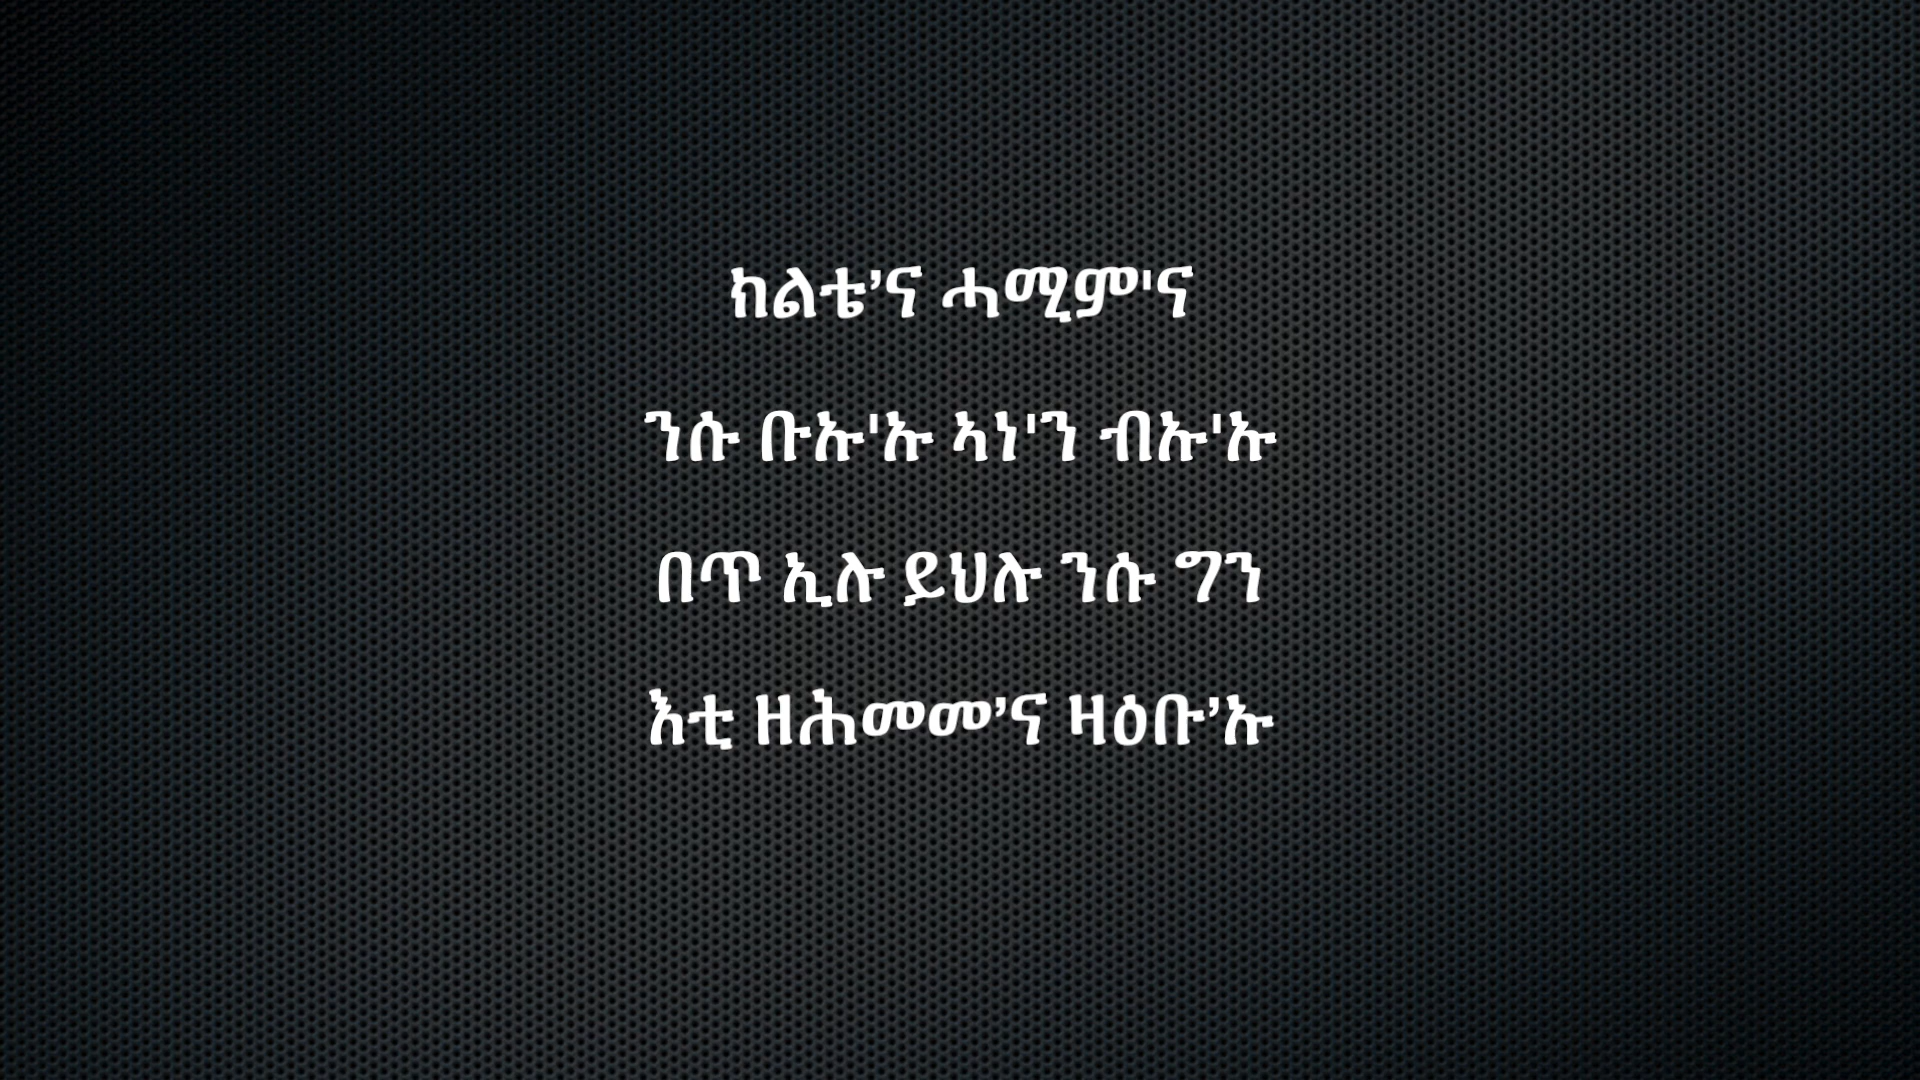 ክልቴ’ና ሓሚም'ና
ንሱ ቡኡ'ኡ ኣነ'ን ብኡ'ኡ
በጥ ኢሉ ይህሉ ንሱ ግን
እቲ ዘሕመመ’ና ዛዕቡ’ኡ